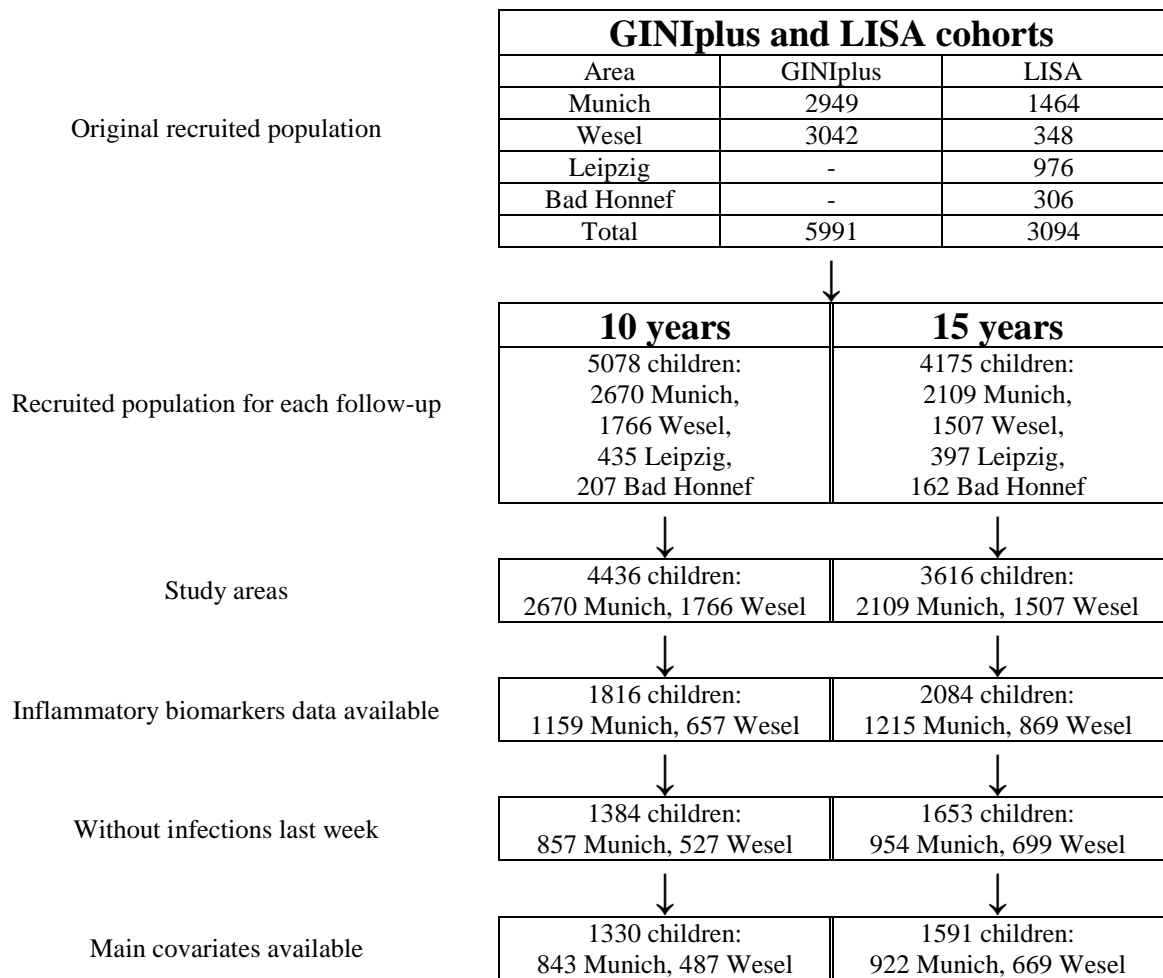 GINIplus and LISA cohorts
Area GINIplus LISA
Munich 2949 1464
Wesel 3042 348
Leipzig - 976
Bad Honnef - 306
Total 5991 3094
Original recruited population
10 years 15 years
Recruited population for each follow-up
5078 children:
2670 Munich,
1766 Wesel,
435 Leipzig,
207 Bad Honnef
4175 children:
2109 Munich,
1507 Wesel,
397 Leipzig,
162 Bad Honnef
Study areas
4436 children:
2670 Munich, 1766 Wesel
3616 children:
2109 Munich, 1507 Wesel
Inflammatory biomarkers data available
1816 children:
1159 Munich, 657 Wesel
2084 children:
1215 Munich, 869 Wesel
Without infections last week
1384 children:
857 Munich, 527 Wesel
1653 children:
954 Munich, 699 Wesel
Main covariates available
1330 children:
843 Munich, 487 Wesel
1591 children:
922 Munich, 669 Wesel